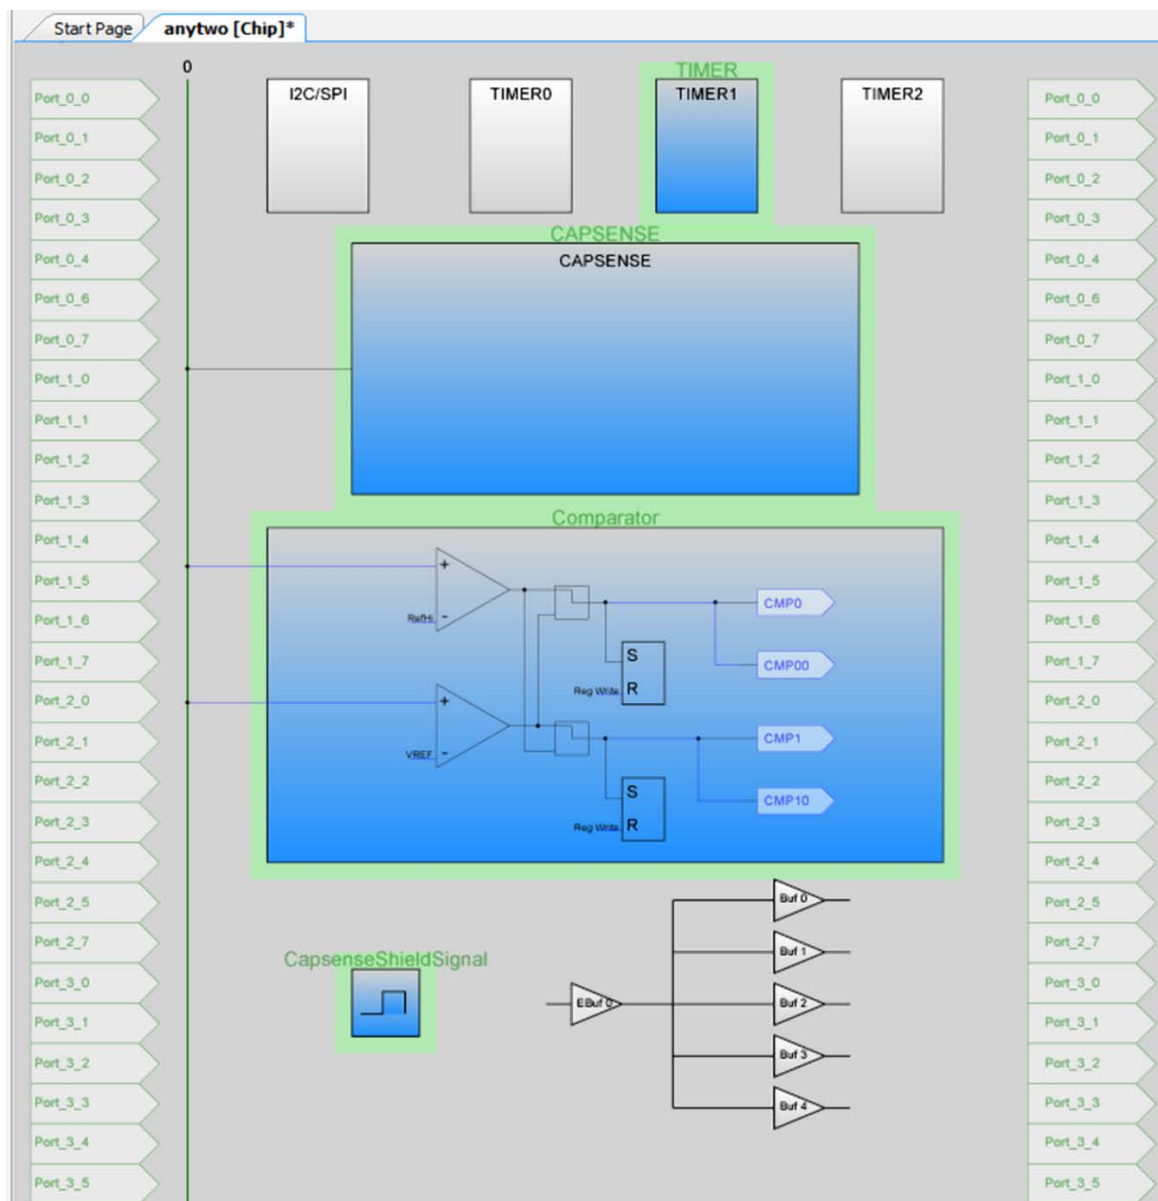 Start Page
anytwo [Chip]*
0
TIMER
I2C/SPI
TIMER0
TIMER1
TIMER2
CAPSENSE
CAPSENSE
Comparator
+
RefHi
-
CMP0
CMP00
S
Reg Write
R
+
VREF
-
CMP1
CMP10
S
Reg Write
R
CapsenseShieldSignal
EBuf 0
Buf 0
Buf 1
Buf 2
Buf 3
Buf 4
Port_0_0
Port_0_1
Port_0_2
Port_0_3
Port_0_4
Port_0_6
Port_0_7
Port_1_0
Port_1_1
Port_1_2
Port_1_3
Port_1_4
Port_1_5
Port_1_6
Port_1_7
Port_2_0
Port_2_1
Port_2_2
Port_2_3
Port_2_4
Port_2_5
Port_2_7
Port_3_0
Port_3_1
Port_3_2
Port_3_3
Port_3_4
Port_3_5
Port_0_0
Port_0_1
Port_0_2
Port_0_3
Port_0_4
Port_0_6
Port_0_7
Port_1_0
Port_1_1
Port_1_2
Port_1_3
Port_1_4
Port_1_5
Port_1_6
Port_1_7
Port_2_0
Port_2_1
Port_2_2
Port_2_3
Port_2_4
Port_2_5
Port_2_7
Port_3_0
Port_3_1
Port_3_2
Port_3_3
Port_3_4
Port_3_5